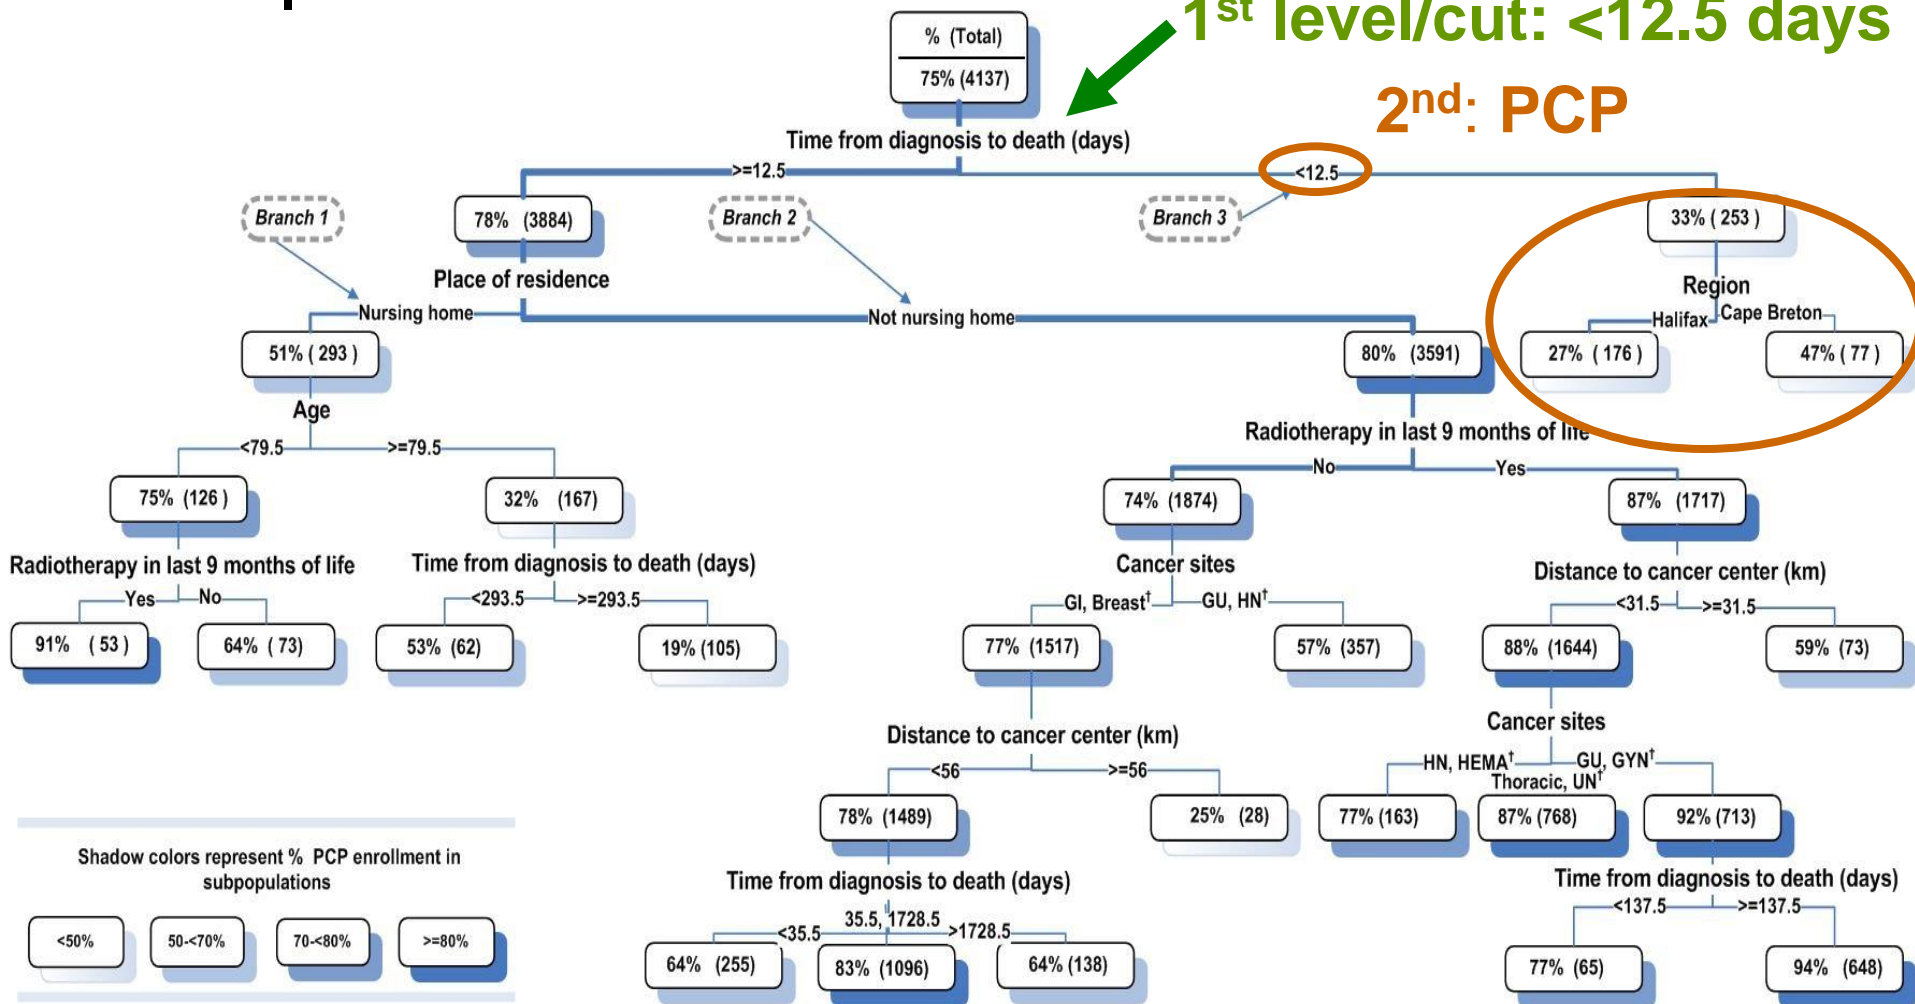 1st level/cut: <12.5 days
2nd: PCP
% (Total)
75% (4137)
Time from diagnosis to death (days)
>=12.5
<12.5
Branch 1
78% (3884)
Branch 2
Branch 3
33% ( 253 )
Place of residence
Region
Nursing home
Not nursing home
Halifax
Cape Breton
51% ( 293 )
80% (3591)
27% ( 176 )
47% ( 77 )
Age
Radiotherapy in last 9 months of life
<79.5
>=79.5
No
Yes
75% (126 )
32% (167)
74% (1874)
87% (1717)
Radiotherapy in last 9 months of life
Time from diagnosis to death (days)
Cancer sites
Distance to cancer center (km)
Yes
No
<293.5
>=293.5
GI, Breast†
GU, HN†
<31.5
>=31.5
91% ( 53 )
64% ( 73)
53% (62)
19% (105)
77% (1517)
57% (357)
88% (1644)
59% (73)
Distance to cancer center (km)
Cancer sites
<56
>=56
HN, HEMA†
GU, GYN†
Thoracic, UN†
78% (1489)
25% (28)
77% (163)
87% (768)
92% (713)
Shadow colors represent % PCP enrollment in
subpopulations
Time from diagnosis to death (days)
Time from diagnosis to death (days)
<35.5
35.5, 1728.5
>1728.5
<137.5
>=137.5
<50%
50-<70%
70-<80%
>=80%
64% (255)
83% (1096)
64% (138)
77% (65)
94% (648)